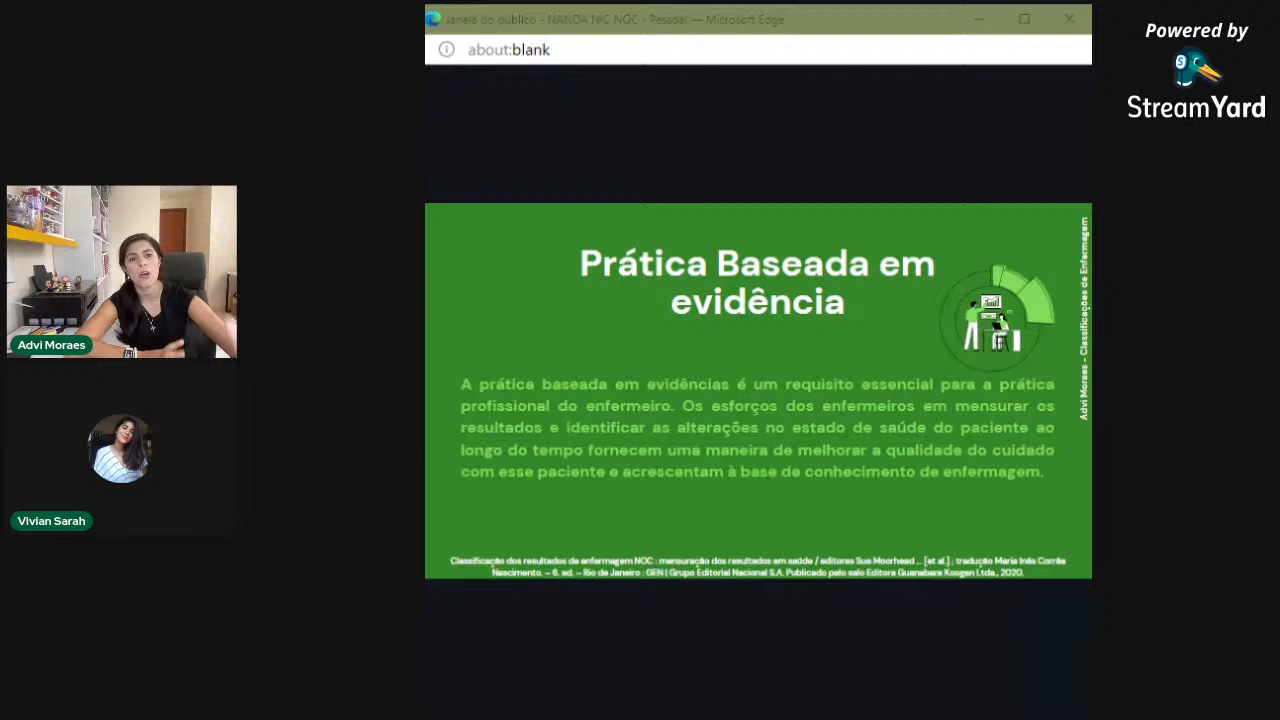 Janela do público - NANDA NIC NOC - Pessoal — Microsoft Edge
about:blank
Powered by
StreamYard
Prática Baseada em
evidência
A prática baseada em evidências é um requisito essencial para a prática
profissional do enfermeiro. Os esforços dos enfermeiros em mensurar os
resultados e identificar as alterações no estado de saúde do paciente ao
longo do tempo fornecem uma maneira de melhorar a qualidade do cuidado
com esse paciente e acrescentam à base de conhecimento de enfermagem.
Advi Moraes - Classificações de Enfermagem
Classificação dos resultados de enfermagem NOC : mensuração dos resultados em saúde / editores Sue Moorhead ... [et al.] ; tradução Maria Inês Corrêa
Nascimento. – 6. ed. – Rio de Janeiro : GEN | Grupo Editorial Nacional S.A. Publicado pelo selo Editora Guanabara Koogan Ltda., 2020.
Advi Moraes
Vivian Sarah